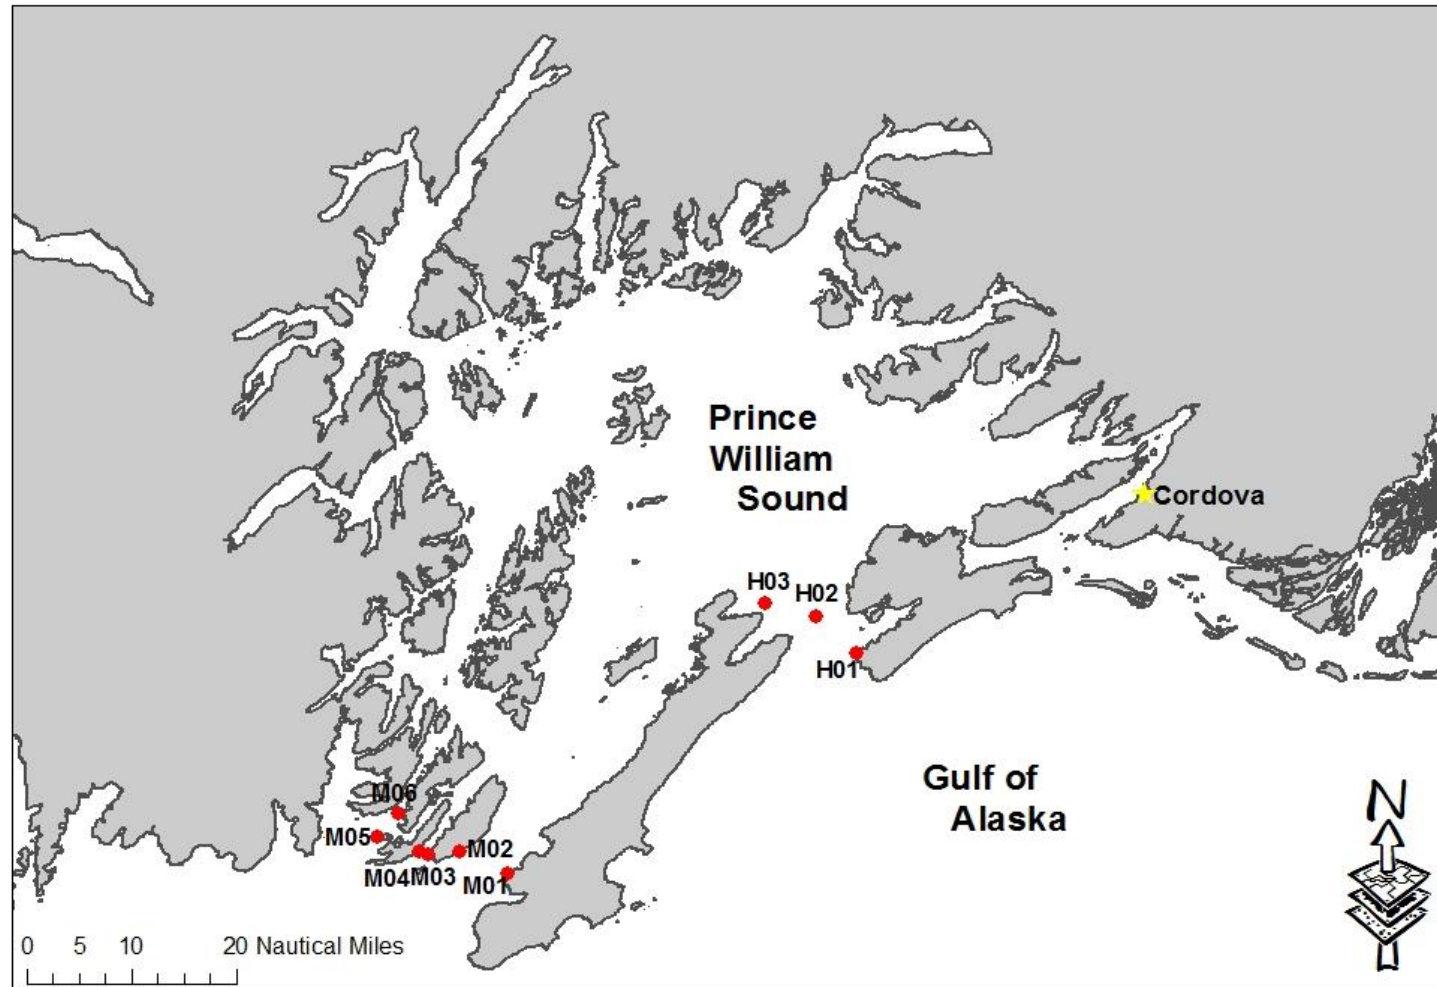 Prince
William
Sound
Cordova
H03
H02
H01
Gulf of
Alaska
M06
M05
M02
M04
M03
M01
N
0 5 10 20 Nautical Miles